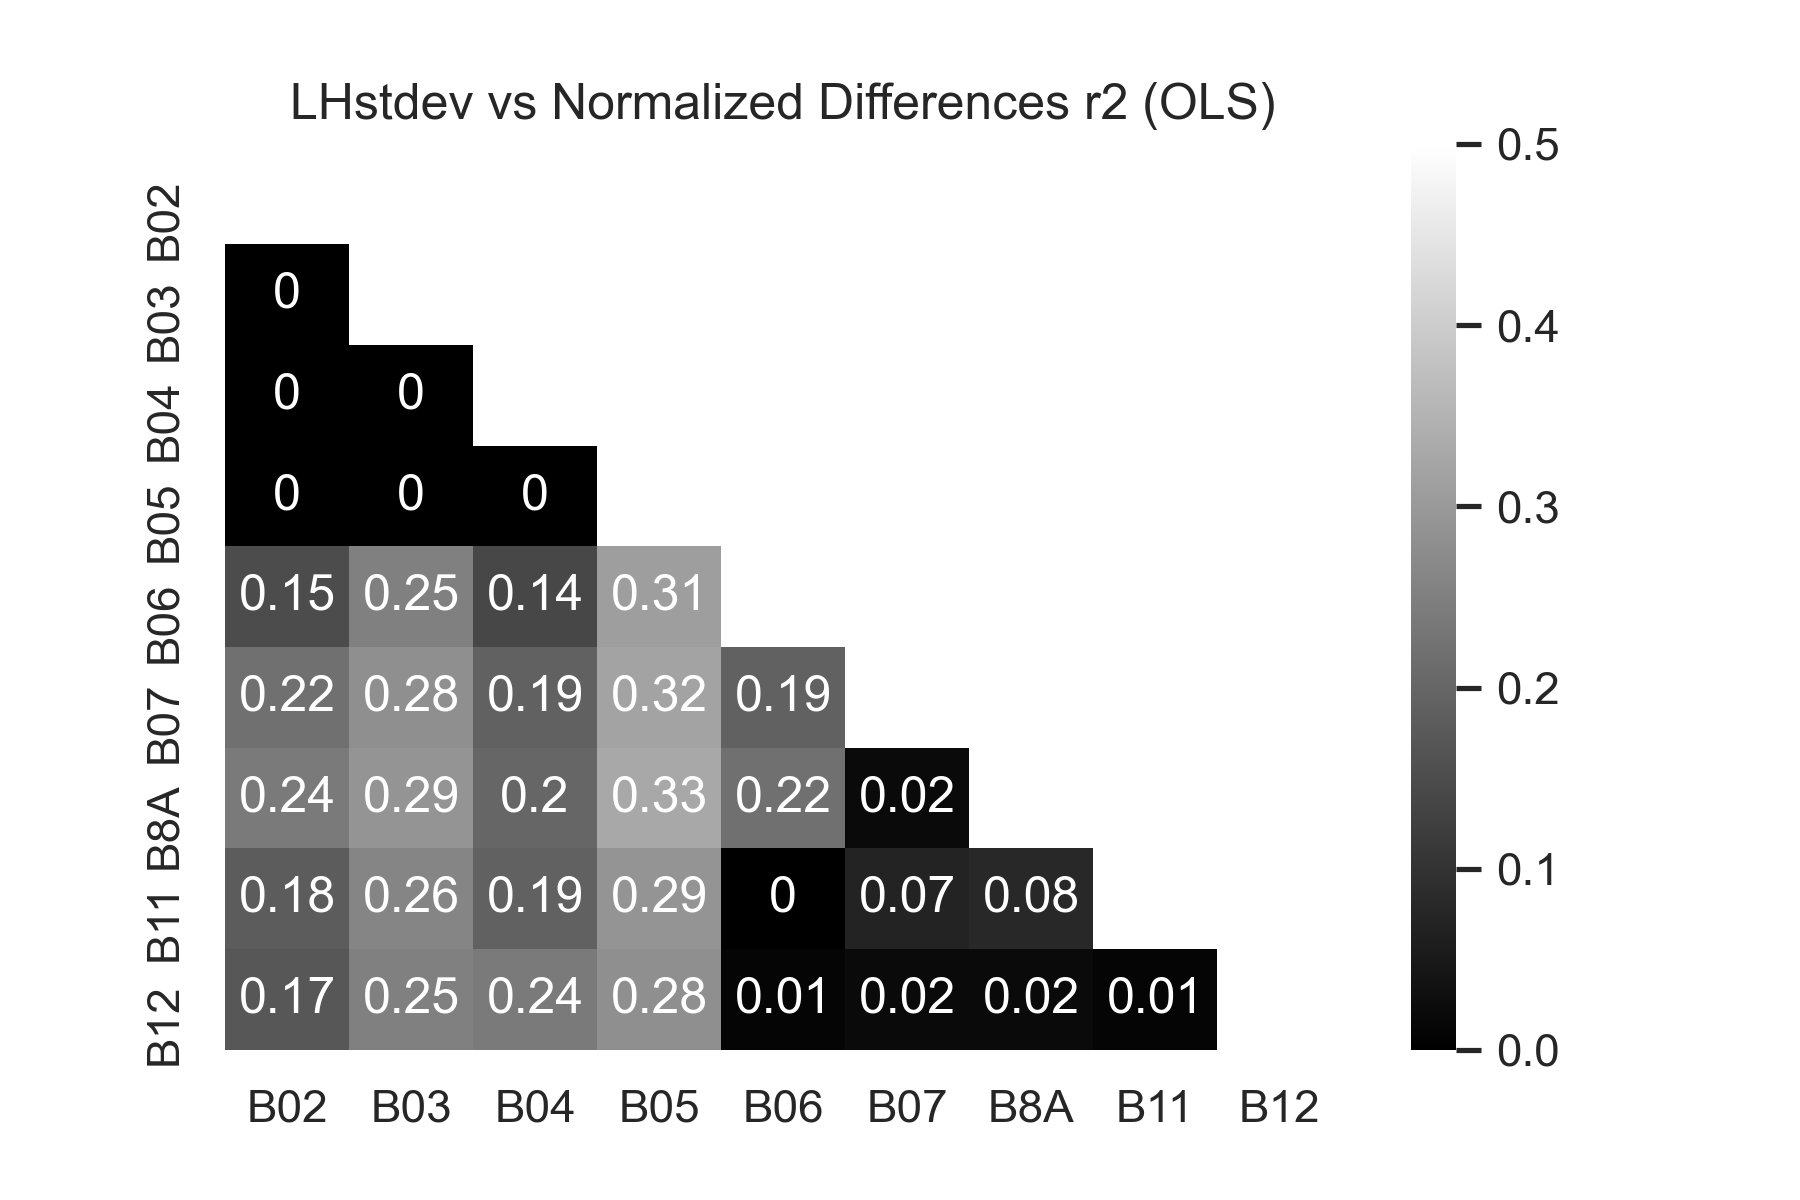 LHstdev vs Normalized Differences r2 (OLS)
B02
B03 0
B04 0 0
B05 0 0 0
B06 0.15 0.25 0.14 0.31
B07 0.22 0.28 0.19 0.32 0.19
B8A 0.24 0.29 0.2 0.33 0.22 0.02
B11 0.18 0.26 0.19 0.29 0 0.07 0.08
B12 0.17 0.25 0.24 0.28 0.01 0.02 0.02 0.01
B02 B03 B04 B05 B06 B07 B8A B11 B12
0.5
0.4
0.3
0.2
0.1
0.0